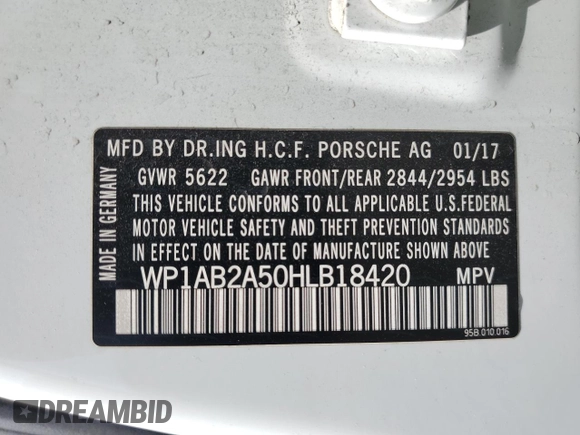 MFD BY DR.ING H.C.F. PORSCHE AG 01/17
GVWR 5622 GAWR FRONT/REAR 2844/2954 LBS
THIS VEHICLE CONFORMS TO ALL APPLICABLE U.S.FEDERAL
MOTOR VEHICLE SAFETY AND THEFT PREVENTION STANDARDS
IN EFFECT ON THE DATE OF MANUFACTURE SHOWN ABOVE
WP1AB2A50HLB18420 MPV
95B.010.016
MADE IN GERMANY
DREAMBID